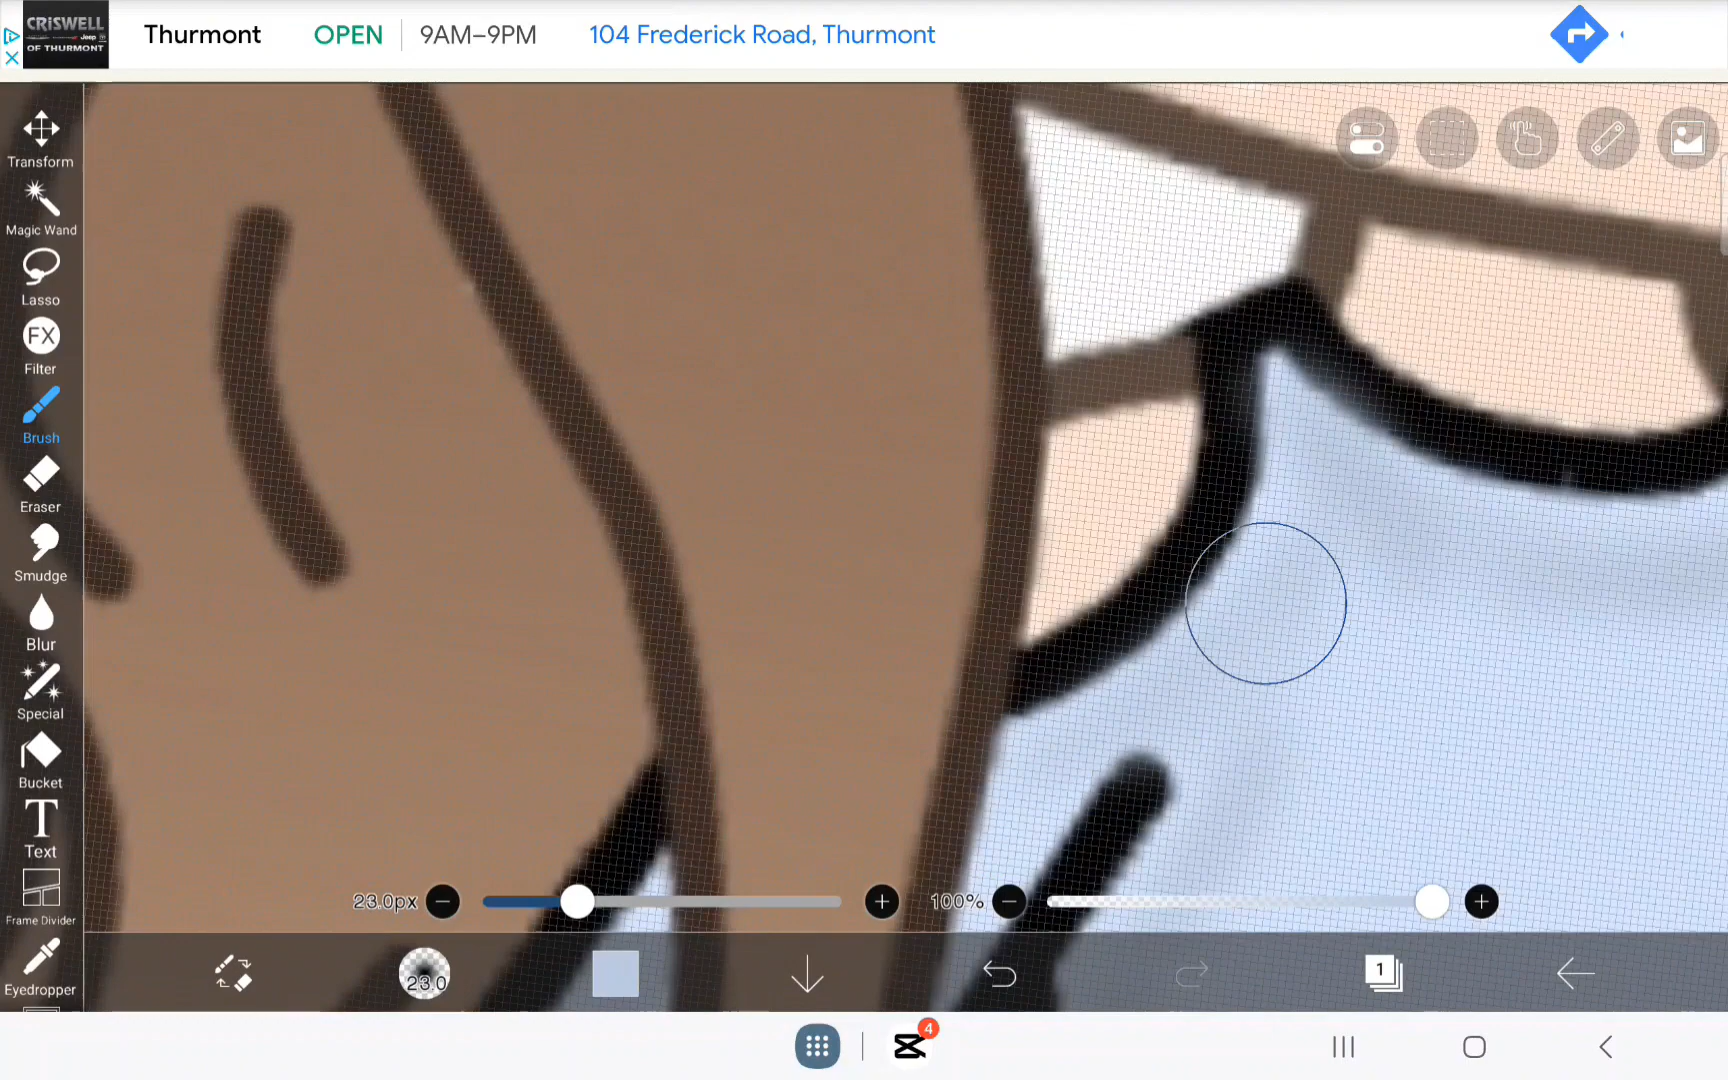 CRISWELL
Jeep
OF THURMONT
Thurmont
OPEN
9AM–9PM
104 Frederick Road, Thurmont
Transform
Magic Wand
Lasso
FX
Filter
Brush
Eraser
Smudge
Blur
Special
Bucket
T
Text
Frame Divider
Eyedropper
23.0px
100%
23.0
1
4